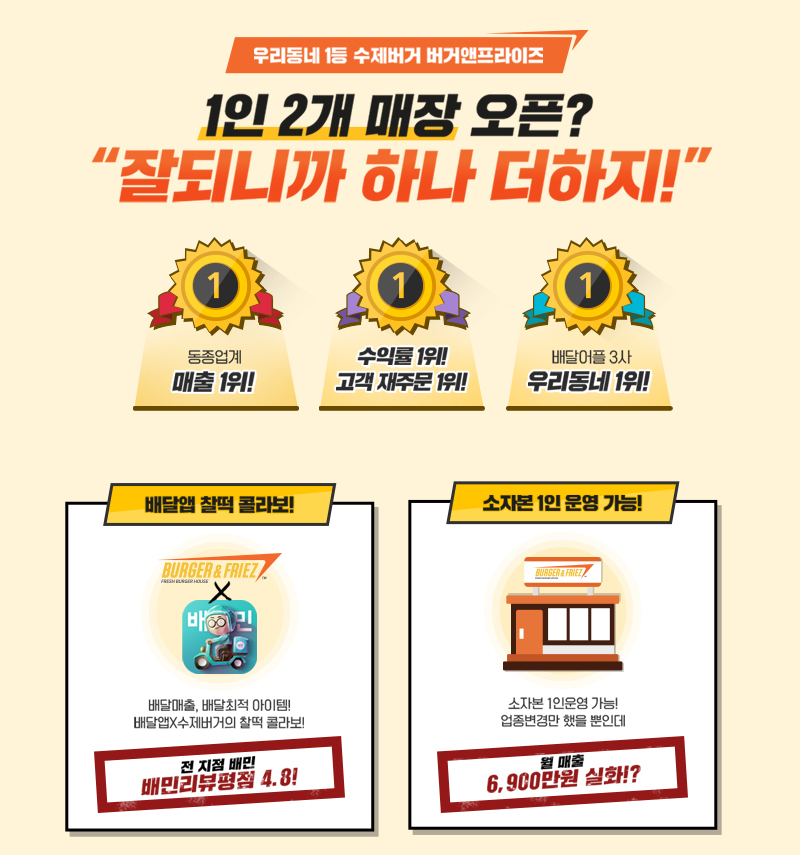 우리동네 1등 수제버거 버거앤프라이즈
1인 2개 매장 오픈?
“잘되니까 하나 더하지!”
1
1
1
동종업계
매출 1위!
수익률 1위!
고객 재주문 1위!
배달어플 3사
우리동네 1위!
배달앱 찰떡 콜라보!
BURGER & FRIEZ
TM
FRESH BURGER HOUSE
X
배민
배달매출, 배달최적 아이템!
배달앱X수제버거의 찰떡 콜라보!
전 지점 배민
배민리뷰평점 4.8!
소자본 1인 운영 가능!
BURGER & FRIEZ
소자본 1인운영 가능!
업종변경만 했을 뿐인데
월 매출
6,900만원 실화!?